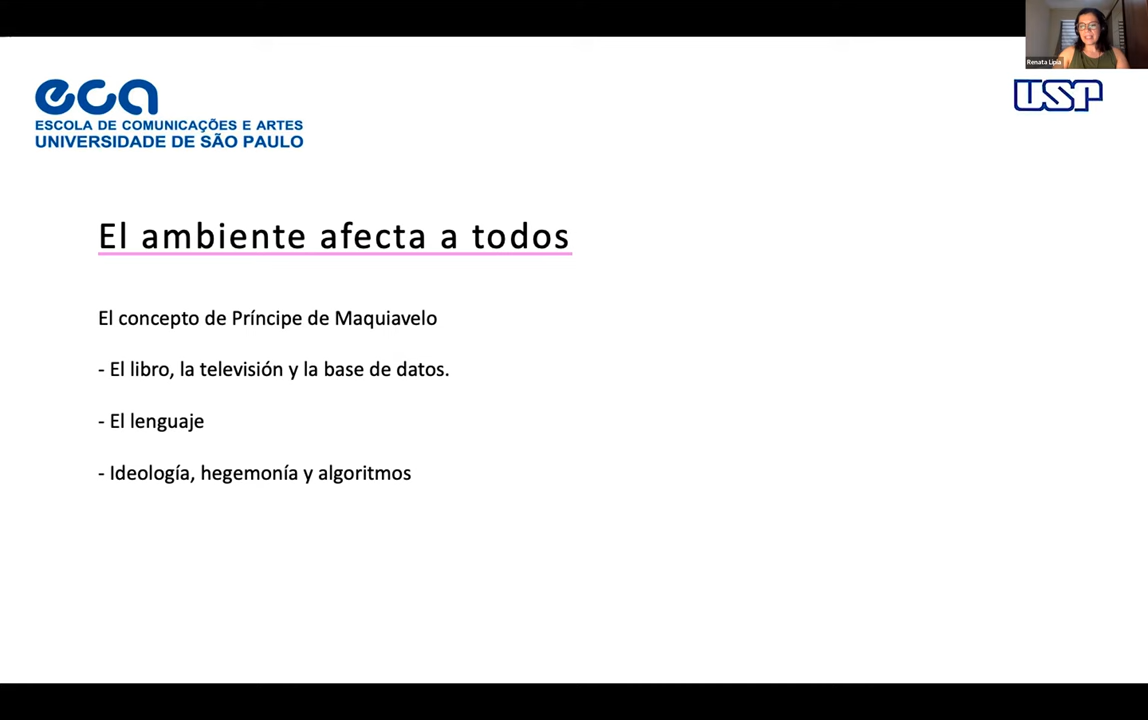 Renata Lipia
eca
USP
ESCOLA DE COMUNICAÇÕES E ARTES
UNIVERSIDADE DE SÃO PAULO
El ambiente afecta a todos
El concepto de Príncipe de Maquiavelo
- El libro, la televisión y la base de datos.
- El lenguaje
- Ideología, hegemonía y algoritmos